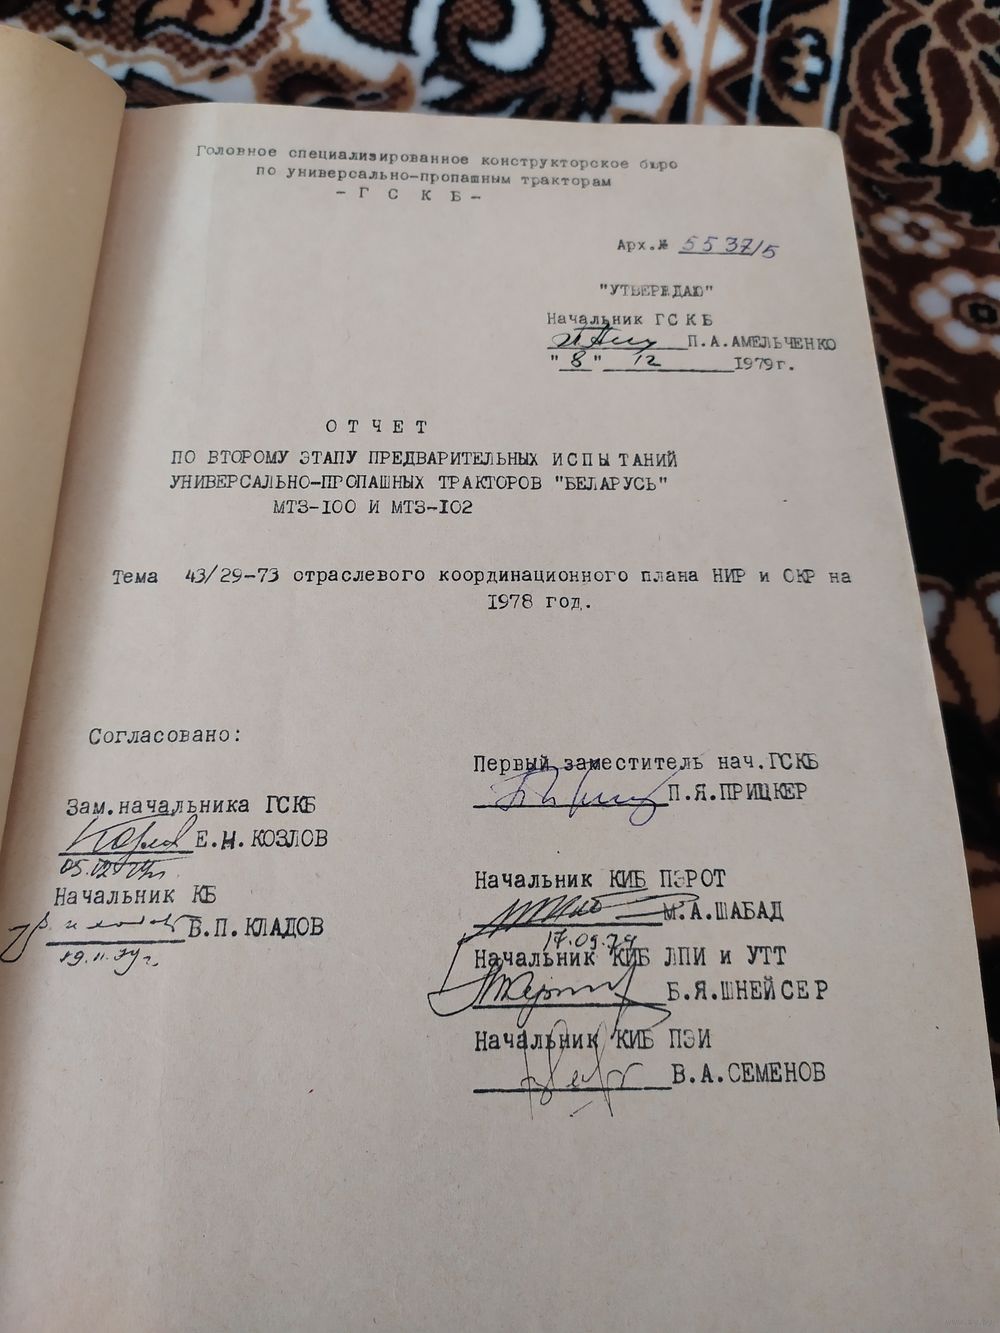 Головное специализированное конструкторское бюро
по универсально-пропашным тракторам
- Г С К Б -
Арх.№ 5537/5
"УТВЕРЖДАЮ"
Начальник ГСКБ
П.А.АМЕЛЬЧЕНКО
"8" 12 1979г.
ОТЧЕТ
ПО ВТОРОМУ ЭТАПУ ПРЕДВАРИТЕЛЬНЫХ ИСПЫТАНИЙ
УНИВЕРСАЛЬНО-ПРОПАШНЫХ ТРАКТОРОВ "БЕЛАРУСЬ"
МТЗ-100 И МТЗ-102
Тема 43/29-73 отраслевого координационного плана НИР и ОКР на
1978 год.
Согласовано:
Зам.начальника ГСКБ
Е.Н.КОЗЛОВ
Начальник КБ
В.П.КЛАДОВ
19.11.79г.
Первый заместитель нач.ГСКБ
П.Я.ПРИЦКЕР
Начальник КИБ ПЭРОТ
М.А.ШАБАД
17.09.79
Начальник КИБ ЛПИ и УТТ
Б.Я.ШНЕЙСЕР
Начальник КИБ ПЭИ
В.А.СЕМЕНОВ